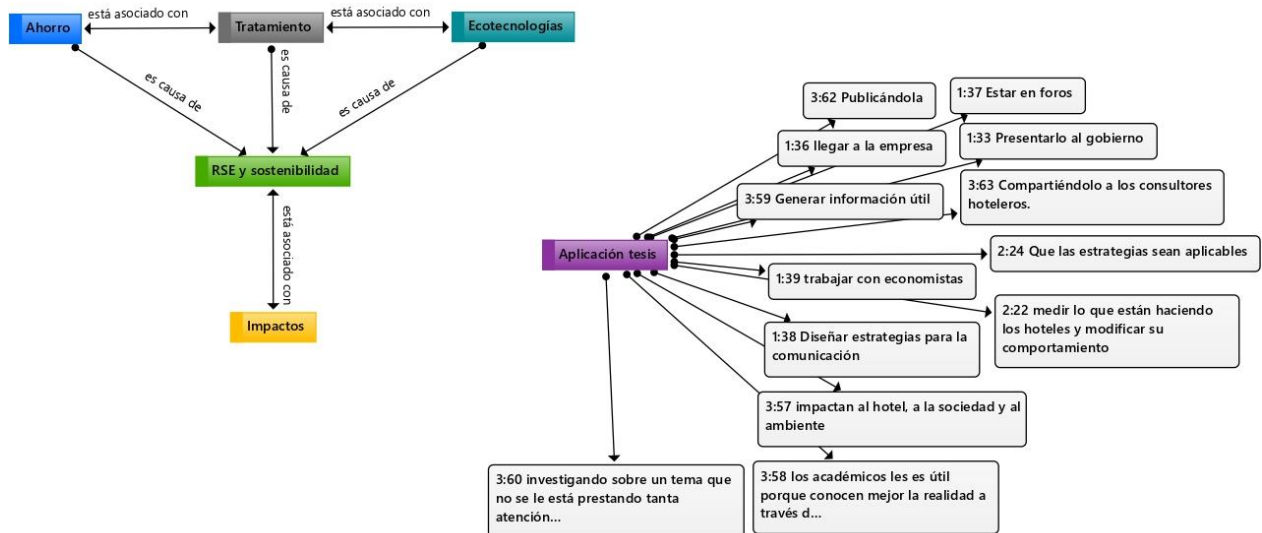 Ahorro
está asociado con
Tratamiento
está asociado con
Ecotecnologías
es causa de
es causa de
es causa de
RSE y sostenibilidad
está asociado con
Impactos
Aplicación tesis
3:62 Publicándola
1:37 Estar en foros
1:36 llegar a la empresa
1:33 Presentarlo al gobierno
3:59 Generar información útil
3:63 Compartiéndolo a los consultores
hoteleros.
2:24 Que las estrategias sean aplicables
1:39 trabajar con economistas
2:22 medir lo que están haciendo
los hoteles y modificar su
comportamiento
1:38 Diseñar estrategias para la
comunicación
3:57 impactan al hotel, a la sociedad y al
ambiente
3:60 investigando sobre un tema que
no se le está prestando tanta
atención...
3:58 los académicos les es útil
porque conocen mejor la realidad a
través d...